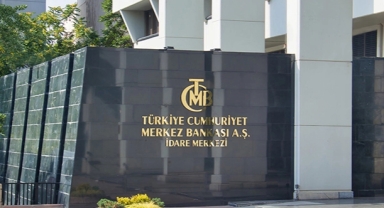 TCMB
TÜRKİYE CUMHURİYET
MERKEZ BANKASI A.Ş.
İDARE MERKEZİ